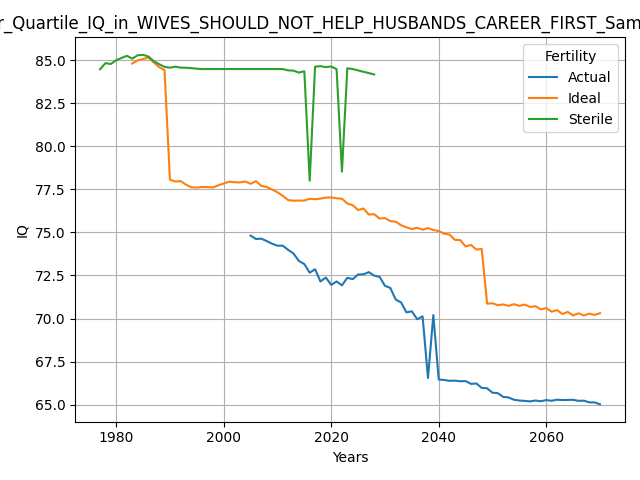 r_Quartile_IQ_in_WIVES_SHOULD_NOT_HELP_HUSBANDS_CAREER_FIRST_Sam
Fertility
Actual
Ideal
Sterile
IQ
85.0
82.5
80.0
77.5
75.0
72.5
70.0
67.5
65.0
1980 2000 2020 2040 2060
Years